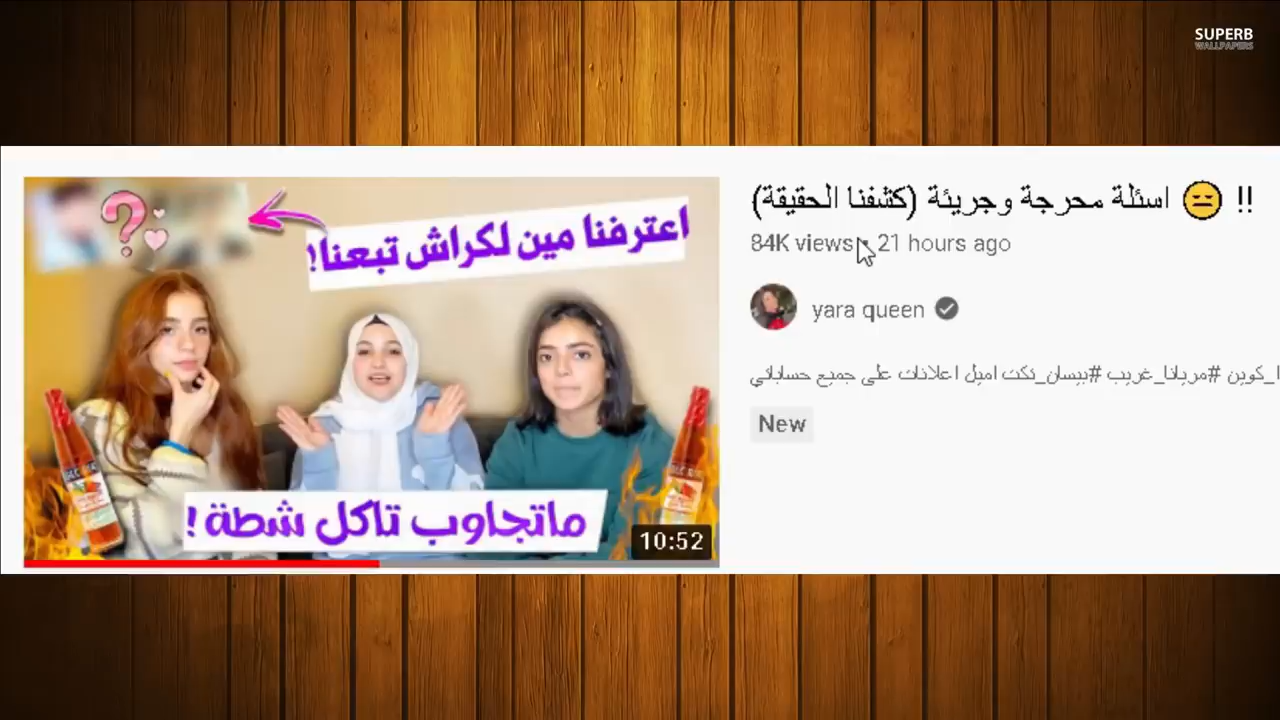 SUPERB
WALLPAPERS
اعترفنا مين لكراش تبعنا!
ماتجاوب تاكل شطة !
10:52
اسئلة محرجة وجريئة (كشفنا الحقيقة) 😑 !!
84K views • 21 hours ago
yara queen
ا_كوين #مريانا_غريب #بيسان_نكت اميل اعلانات على جميع حساباتي
New